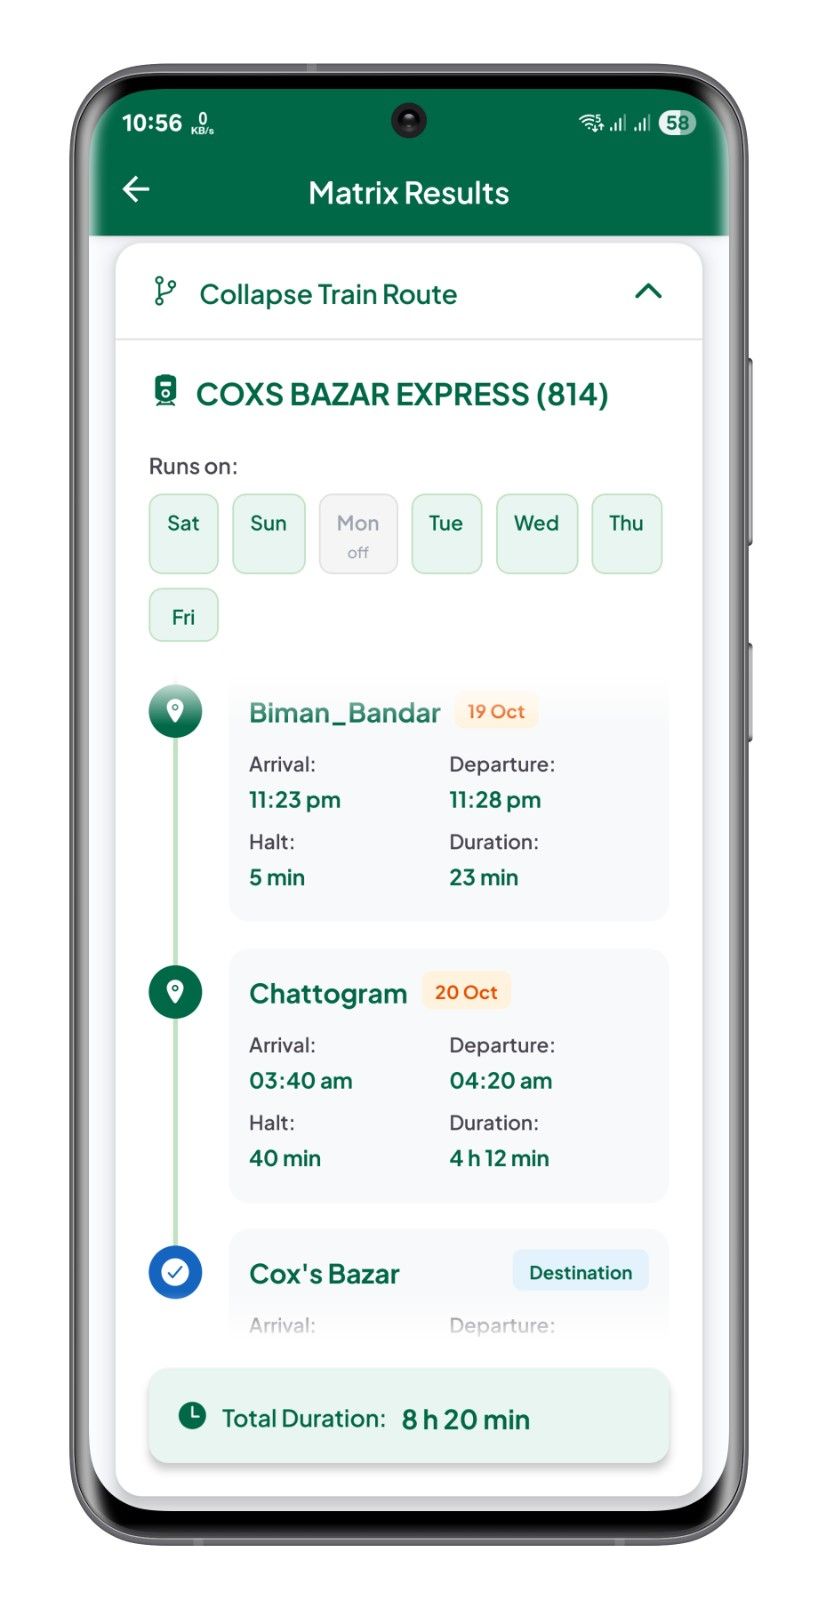 10:56 0 KB/s 5 58
Matrix Results
Collapse Train Route
COXS BAZAR EXPRESS (814)
Runs on:
Sat Sun Mon Tue Wed Thu
off
Fri
Biman_Bandar 19 Oct
Arrival: Departure:
11:23 pm 11:28 pm
Halt: Duration:
5 min 23 min
Chattogram 20 Oct
Arrival: Departure:
03:40 am 04:20 am
Halt: Duration:
40 min 4 h 12 min
Cox's Bazar Destination
Arrival: Departure:
Total Duration: 8 h 20 min